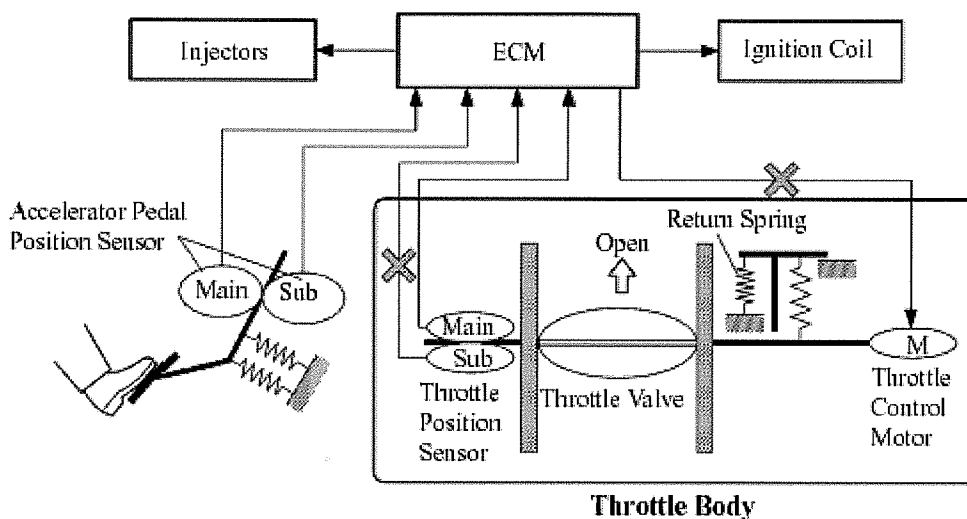 Injectors
ECM
Ignition Coil
Accelerator Pedal
Position Sensor
Main
Sub
Return Spring
Open
Main
Sub
M
Throttle
Position
Sensor
Throttle Valve
Throttle
Control
Motor
Throttle Body